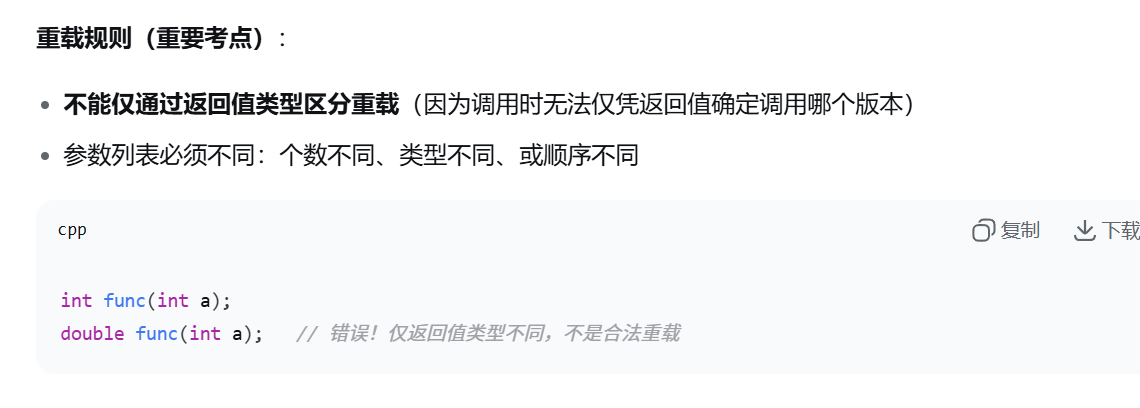 重载规则（重要考点）：
不能仅通过返回值类型区分重载（因为调用时无法仅凭返回值确定调用哪个版本）
参数列表必须不同：个数不同、类型不同、或顺序不同
cpp 复制 下载
int func(int a);
double func(int a);   // 错误！仅返回值类型不同，不是合法重载